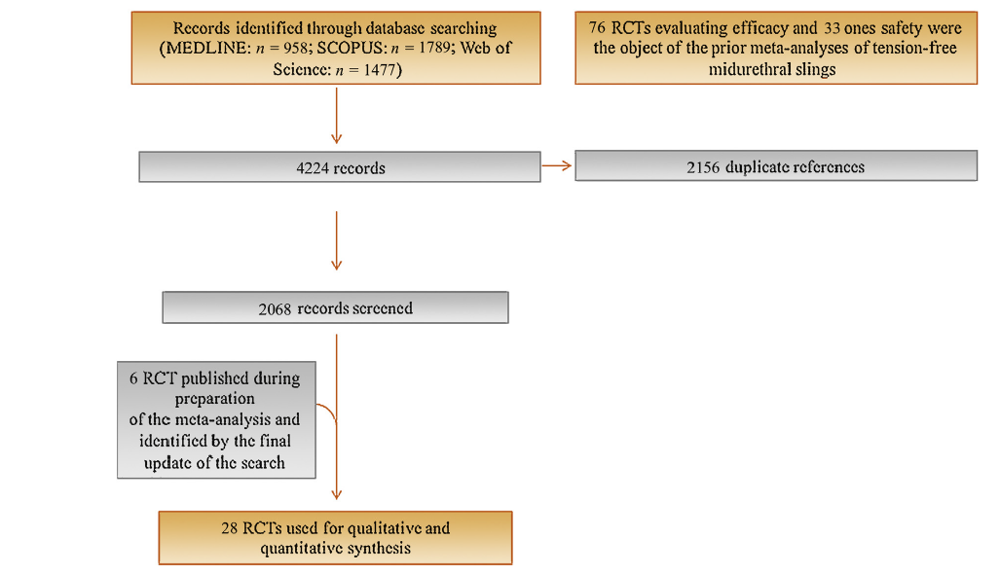 Records identified through database searching
(MEDLINE: n = 958; SCOPUS: n = 1789; Web of
Science: n = 1477)
76 RCTs evaluating efficacy and 33 ones safety were
the object of the prior meta-analyses of tension-free
midurethral slings
4224 records
2156 duplicate references
2068 records screened
6 RCT published during
preparation
of the meta-analysis and
identified by the final
update of the search
28 RCTs used for qualitative and
quantitative synthesis